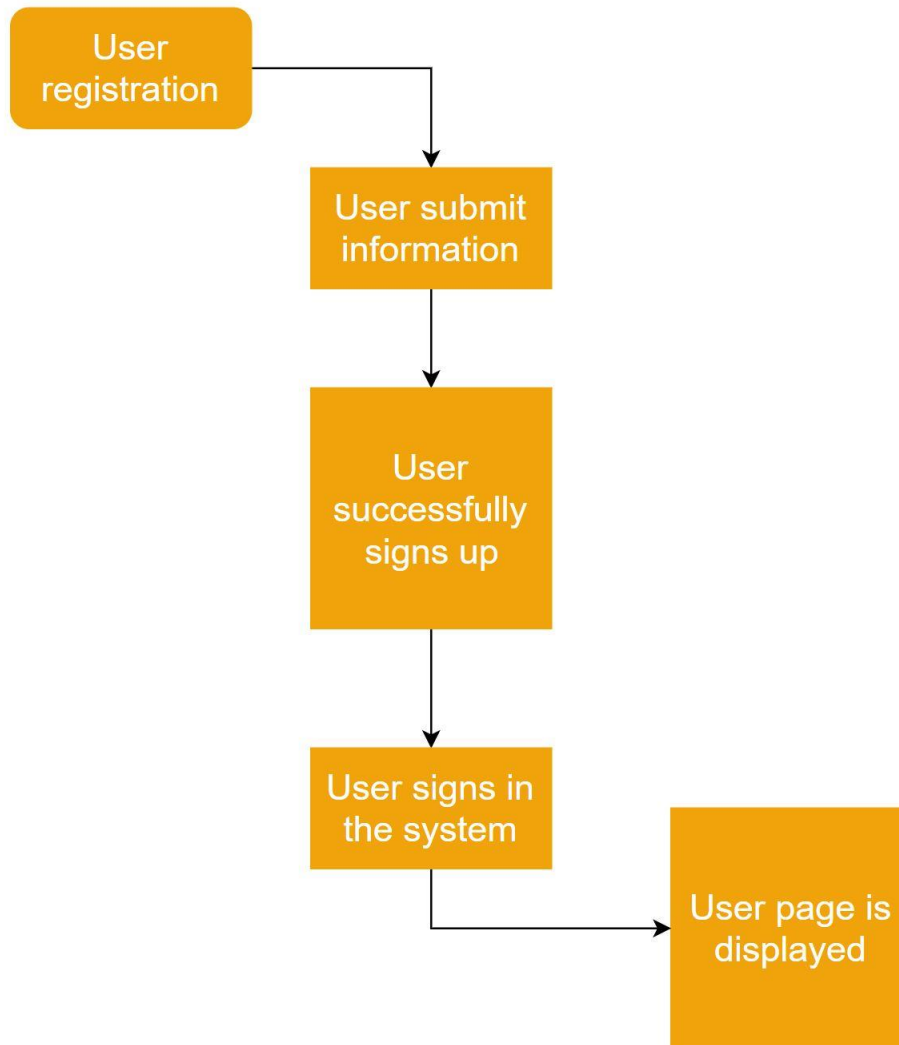 User
registration
User submit
information
User
successfully
signs up
User signs in
the system
User page is
displayed